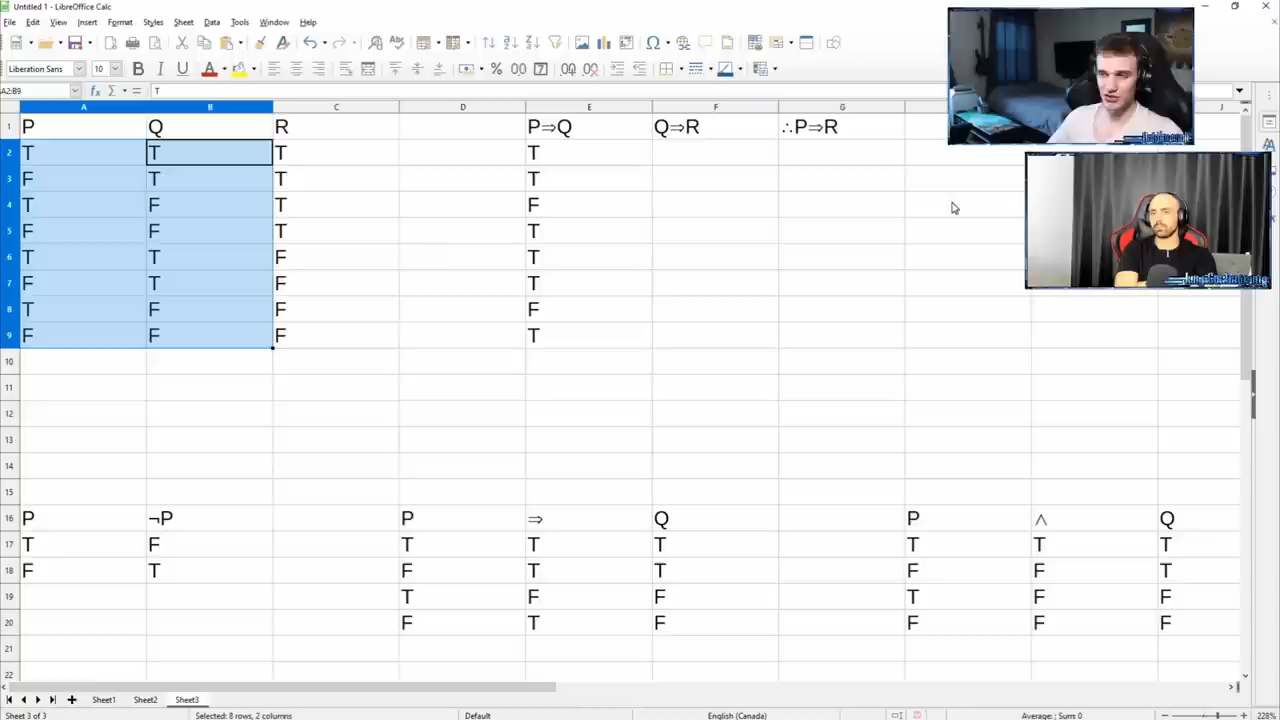 Untitled 1 - LibreOffice Calc
File Edit View Insert Format Styles Sheet Data Tools Window Help
Liberation Sans 10
A2:B9 T
A B C D E F G J
1 P Q R P⇒Q Q⇒R ∴P⇒R
2 T T T T
3 F T T T
4 T F T F
5 F F T T
6 T T F T
7 F T F T
8 T F F F
9 F F F T
10
11
12
13
14
15
16 P ¬P P ⇒ Q P ∧ Q
17 T F T T T T T T
18 F T F T T F F T
19 T F F T F F
20 F T F F F F
21
22
Sheet1 Sheet2 Sheet3
Sheet 3 of 3 Selected: 8 rows, 2 columns Default English (Canada) Average: ; Sum: 0 228%